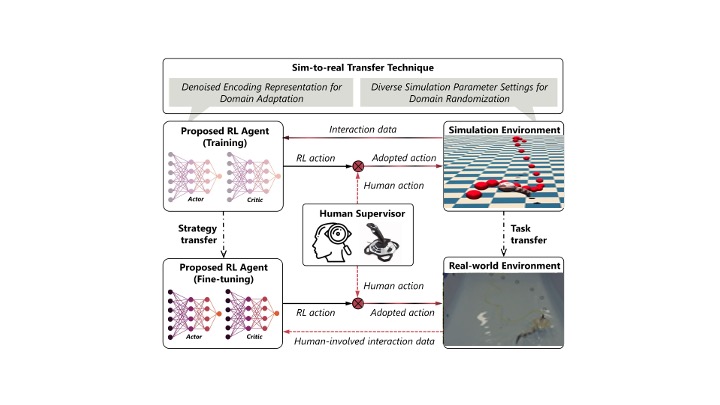 Sim-to-real Transfer Technique
Denoised Encoding Representation for
Domain Adaptation
Diverse Simulation Parameter Settings for
Domain Randomization
Proposed RL Agent
(Training)
Actor
Critic
Interaction data
RL action
Adopted action
Human action
Simulation Environment
Human Supervisor
Strategy
transfer
Task
transfer
Proposed RL Agent
(Fine-tuning)
Actor
Critic
Human action
RL action
Adopted action
Human-involved interaction data
Real-world Environment